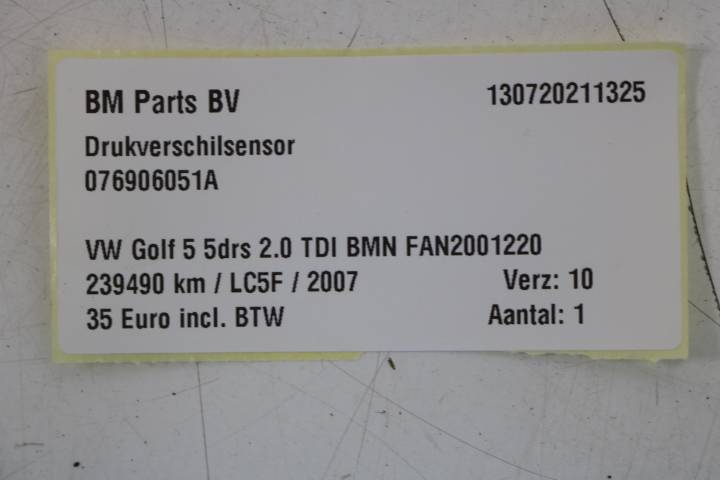 BM Parts BV 130720211325
Drukverschilsensor
076906051A
VW Golf 5 5drs 2.0 TDI BMN FAN2001220
239490 km / LC5F / 2007 Verz: 10
35 Euro incl. BTW Aantal: 1